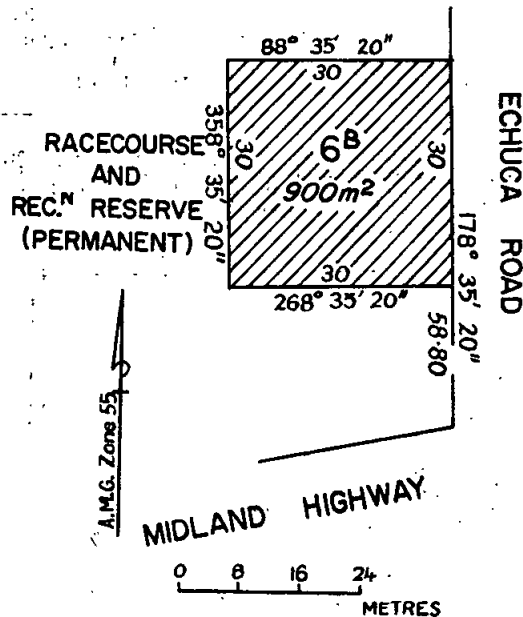 88° 35' 20"
30
358° 35' 20"
30
6ᴮ
30
900m²
30
268° 35' 20"
RACECOURSE
AND
REC.ᴺ RESERVE
(PERMANENT)
ECHUCA ROAD
178° 35' 20"
58·80
A.M.G. Zone 55
MIDLAND HIGHWAY
0 8 16 24
METRES